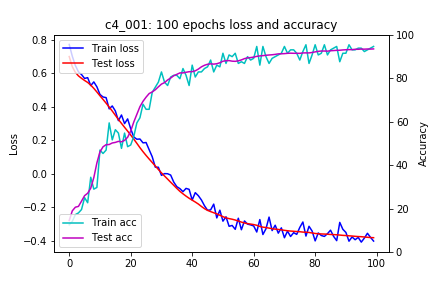 c4_001: 100 epochs loss and accuracy
Train loss
Test loss
Train acc
Test acc
Loss
0.8
0.6
0.4
0.2
0.0
−0.2
−0.4
0
20
40
60
80
100
Accuracy
100
80
60
40
20
0